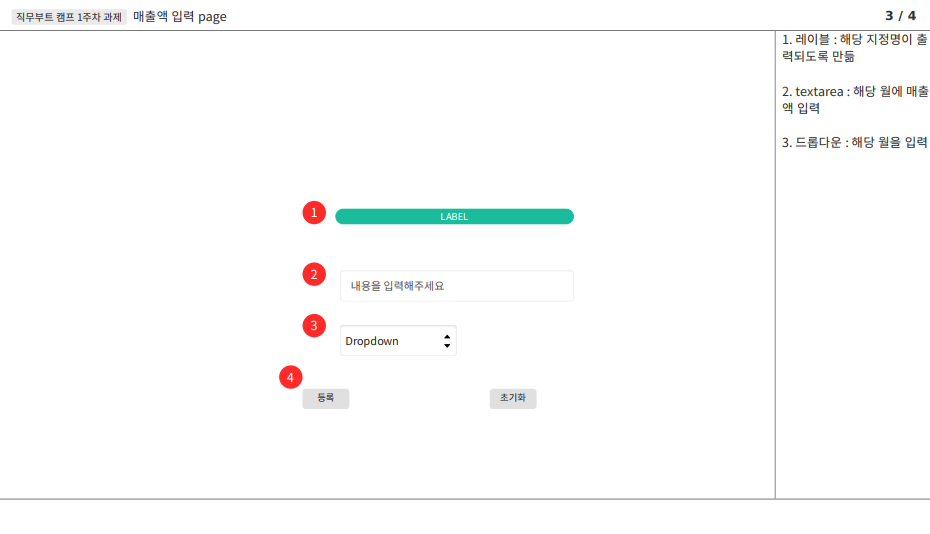 직무부트 캠프 1주차 과제 매출액 입력 page 3 / 4
1. 레이블 : 해당 지정명이 출
력되도록 만듦
2. textarea : 해당 월에 매출
액 입력
3. 드롭다운 : 해당 월을 입력
1 LABEL
2 내용을 입력해주세요
3 Dropdown
4
등록 초기화